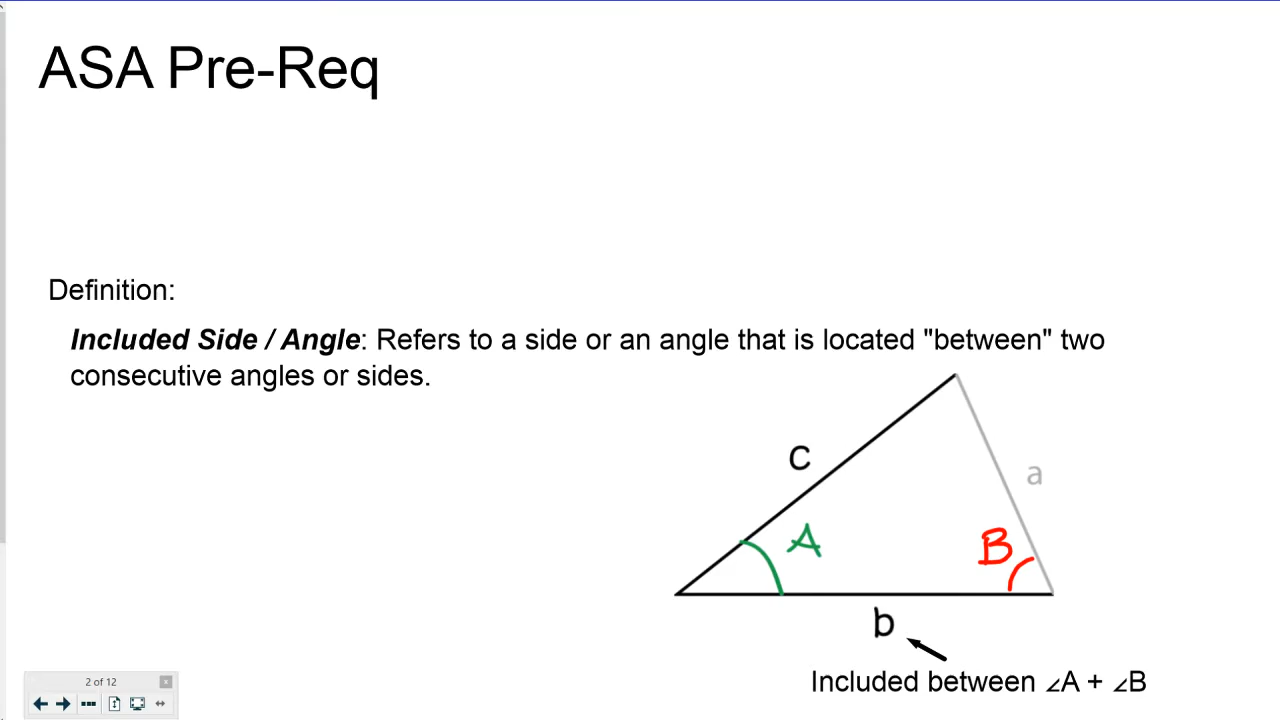 ASA Pre-Req
Definition:
Included Side / Angle: Refers to a side or an angle that is located "between" two
consecutive angles or sides.
c
a
A
B
b
Included between ∠A + ∠B
2 of 12
x